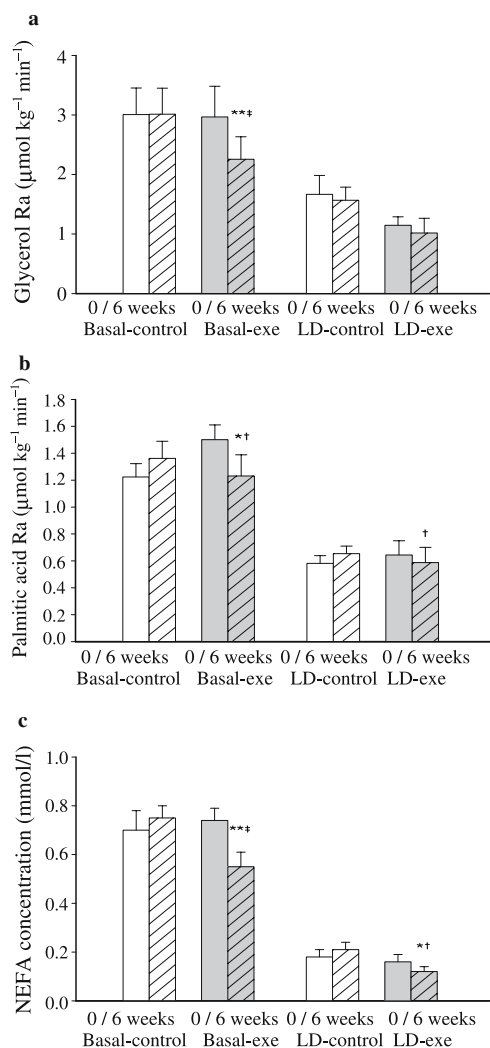 a
Glycerol Ra (μmol kg⁻¹ min⁻¹)
4
3
2
1
0
**‡
0 / 6 weeks 0 / 6 weeks 0 / 6 weeks 0 / 6 weeks
Basal-control Basal-exe LD-control LD-exe
b
Palmitic acid Ra (μmol kg⁻¹ min⁻¹)
1.8
1.6
1.4
1.2
1.4
0.8
0.6
0.4
0.2
0.0
*†
†
0 / 6 weeks 0 / 6 weeks 0 / 6 weeks 0 / 6 weeks
Basal-control Basal-exe LD-control LD-exe
c
NEFA concentration (mmol/l)
1.0
0.8
0.6
0.4
0.2
0.0
**‡
*†
0 / 6 weeks 0 / 6 weeks 0 / 6 weeks 0 / 6 weeks
Basal-control Basal-exe LD-control LD-exe